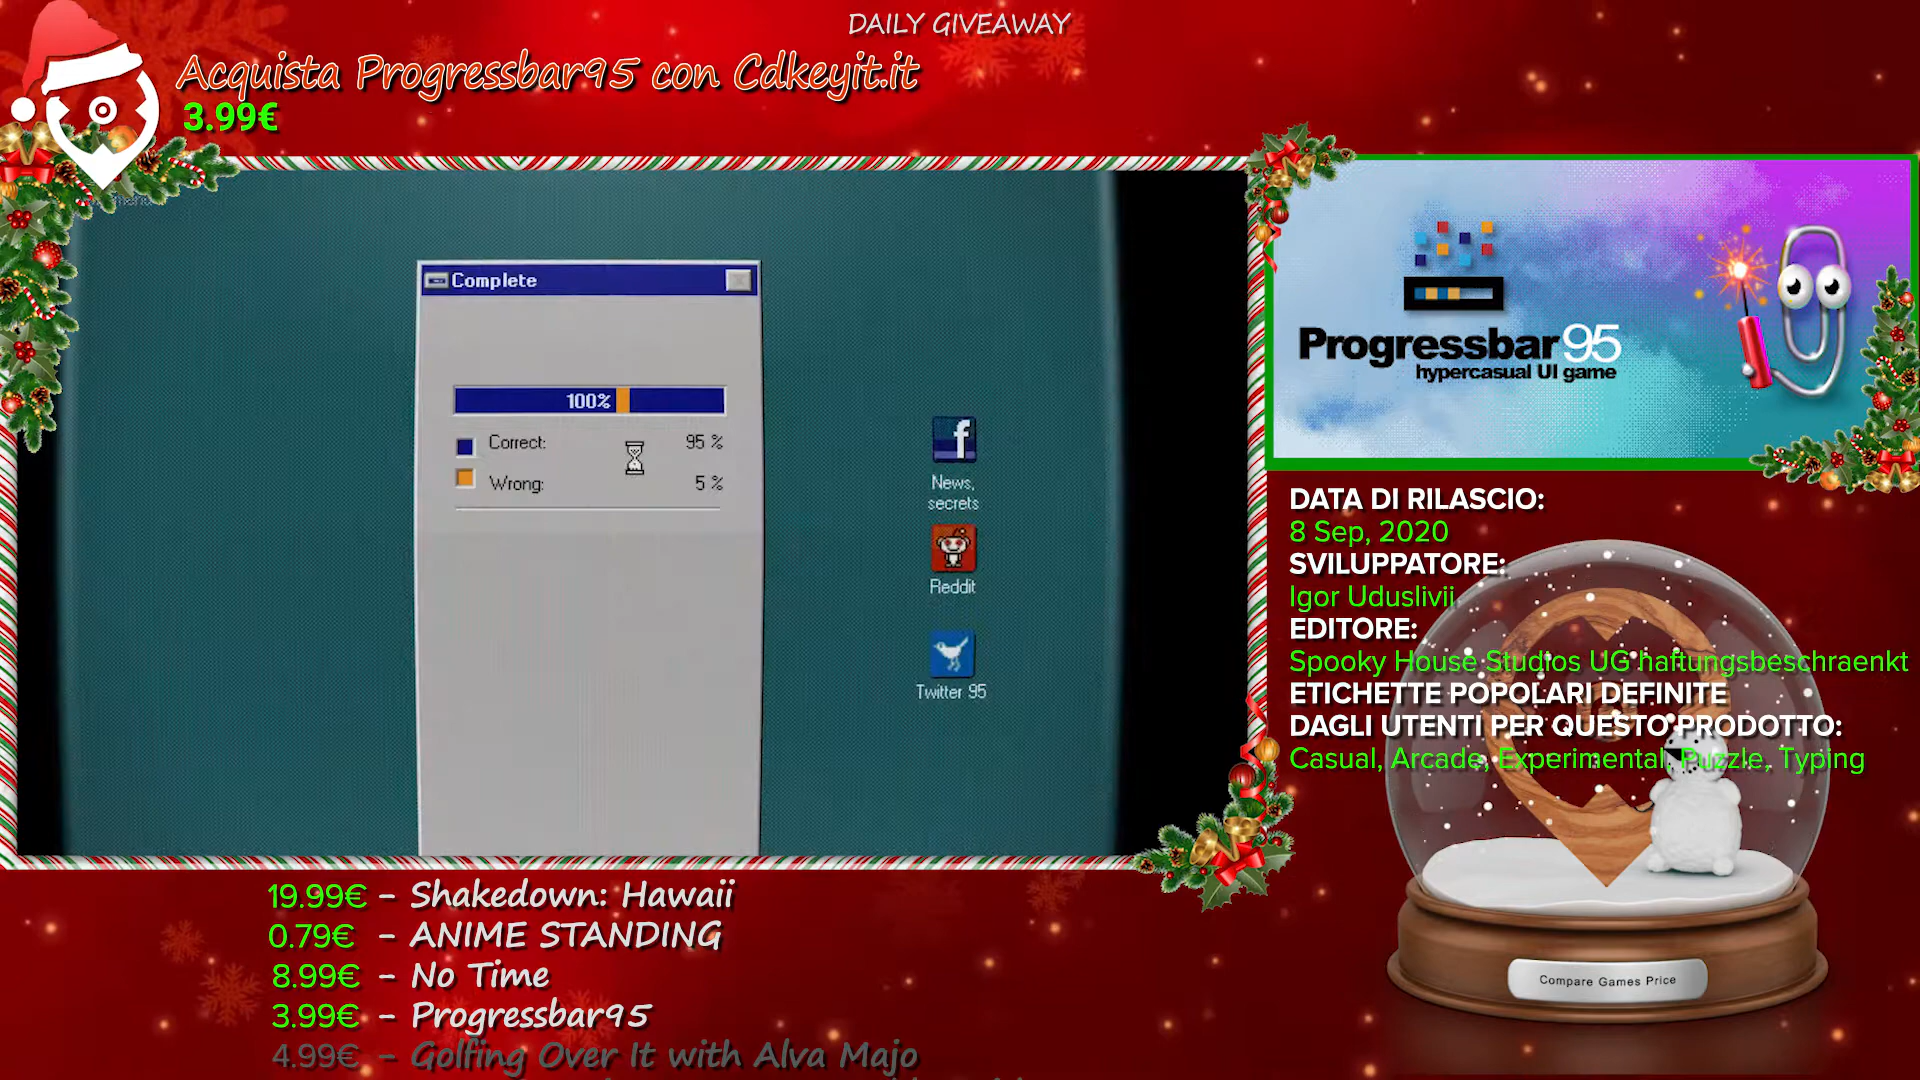 DAILY GIVEAWAY
Acquista Progressbar95 con Cdkeyit.it
3.99€
Complete
100%
Correct: 95 %
Wrong: 5 %
News,
secrets
Reddit
Twitter 95
Progressbar95
hypercasual UI game
DATA DI RILASCIO:
8 Sep, 2020
SVILUPPATORE:
Igor Uduslivii
EDITORE:
Spooky House Studios UG haftungsbeschraenkt
ETICHETTE POPOLARI DEFINITE
DAGLI UTENTI PER QUESTO PRODOTTO:
Casual, Arcade, Experimental, Puzzle, Typing
19.99€ – Shakedown: Hawaii
0.79€ – ANIME STANDING
8.99€ – No Time
3.99€ – Progressbar95
4.99€ – Golfing Over It with Alva Majo
Compare Games Price